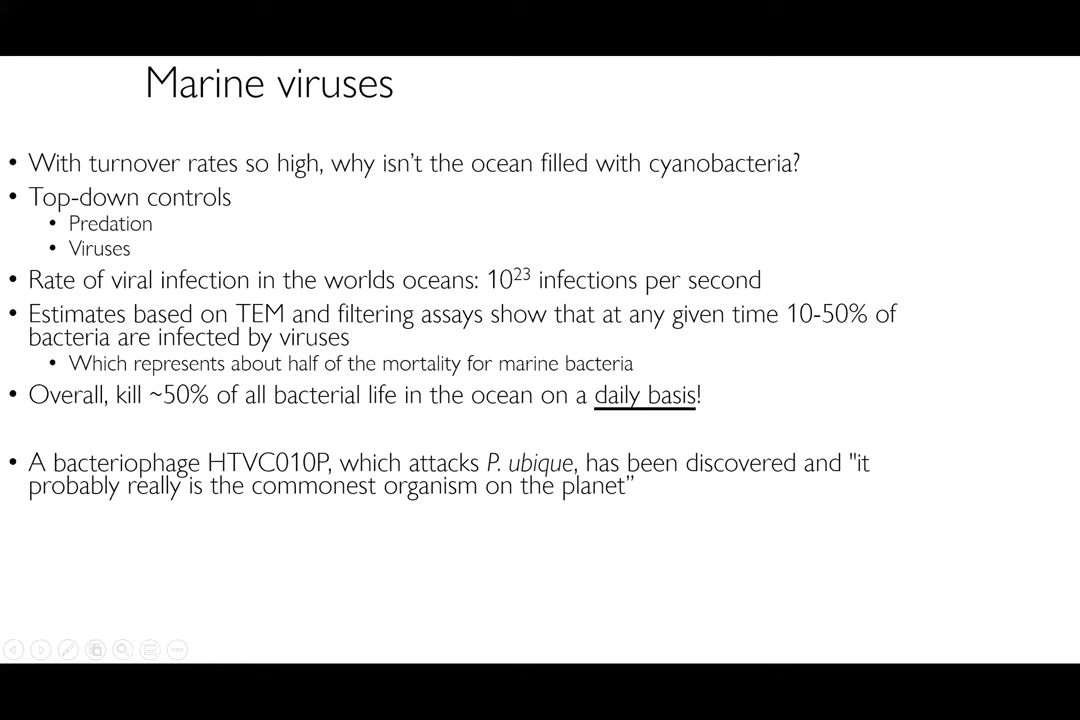 Marine viruses
• With turnover rates so high, why isn't the ocean filled with cyanobacteria?
• Top-down controls
• Predation
• Viruses
• Rate of viral infection in the worlds oceans: 10²³ infections per second
• Estimates based on TEM and filtering assays show that at any given time 10-50% of
bacteria are infected by viruses
• Which represents about half of the mortality for marine bacteria
• Overall, kill ~50% of all bacterial life in the ocean on a daily basis!
• A bacteriophage HTVC010P, which attacks P. ubique, has been discovered and "it
probably really is the commonest organism on the planet”